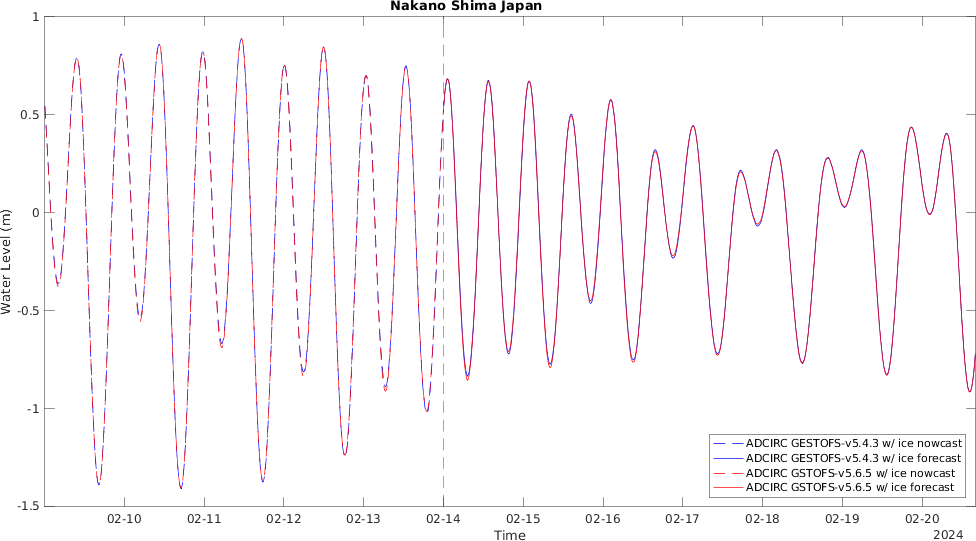 Nakano Shima Japan
1
0.5
0
-0.5
-1
-1.5
Water Level (m)
02-10 02-11 02-12 02-13 02-14 02-15 02-16 02-17 02-18 02-19 02-20
Time
2024
ADCIRC GESTOFS-v5.4.3 w/ ice nowcast
ADCIRC GESTOFS-v5.4.3 w/ ice forecast
ADCIRC GSTOFS-v5.6.5 w/ ice nowcast
ADCIRC GSTOFS-v5.6.5 w/ ice forecast